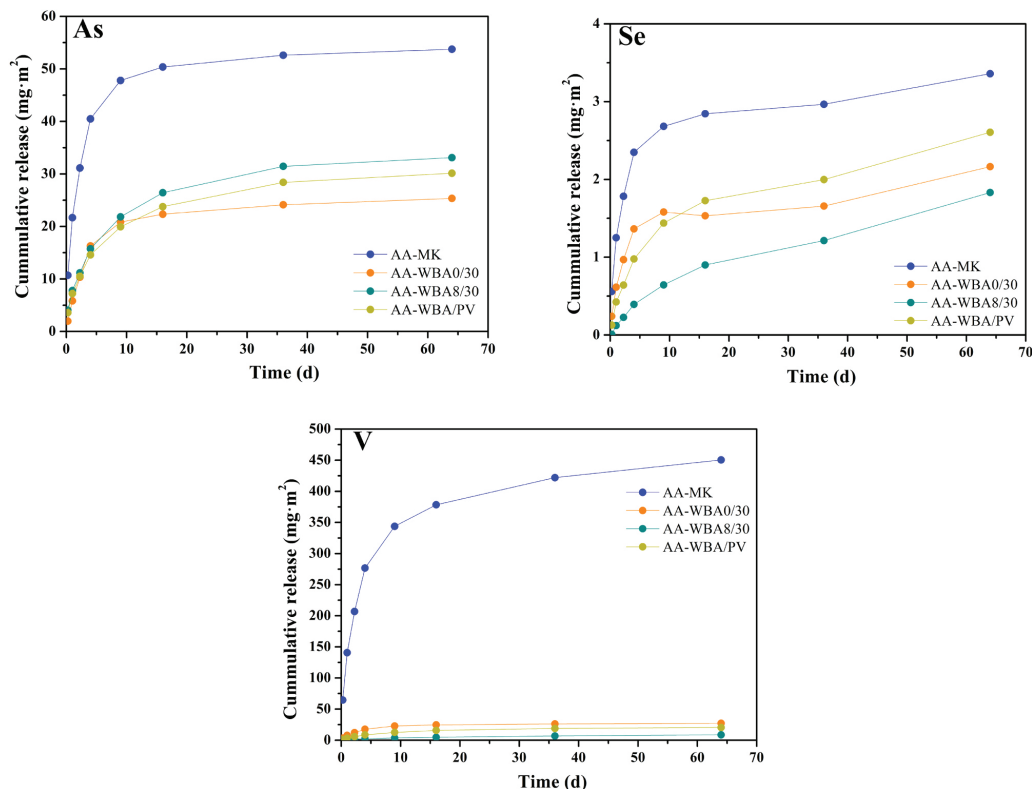 As
Cummulative release (mg·m²)
60
50
40
30
20
10
0
0 10 20 30 40 50 60 70
Time (d)
AA-MK
AA-WBA0/30
AA-WBA8/30
AA-WBA/PV
Se
Cummulative release (mg·m²)
4
3
2
1
0
0 10 20 30 40 50 60 70
Time (d)
AA-MK
AA-WBA0/30
AA-WBA8/30
AA-WBA/PV
V
Cummulative release (mg·m²)
500
450
400
350
300
250
200
150
100
50
0
0 10 20 30 40 50 60 70
Time (d)
AA-MK
AA-WBA0/30
AA-WBA8/30
AA-WBA/PV